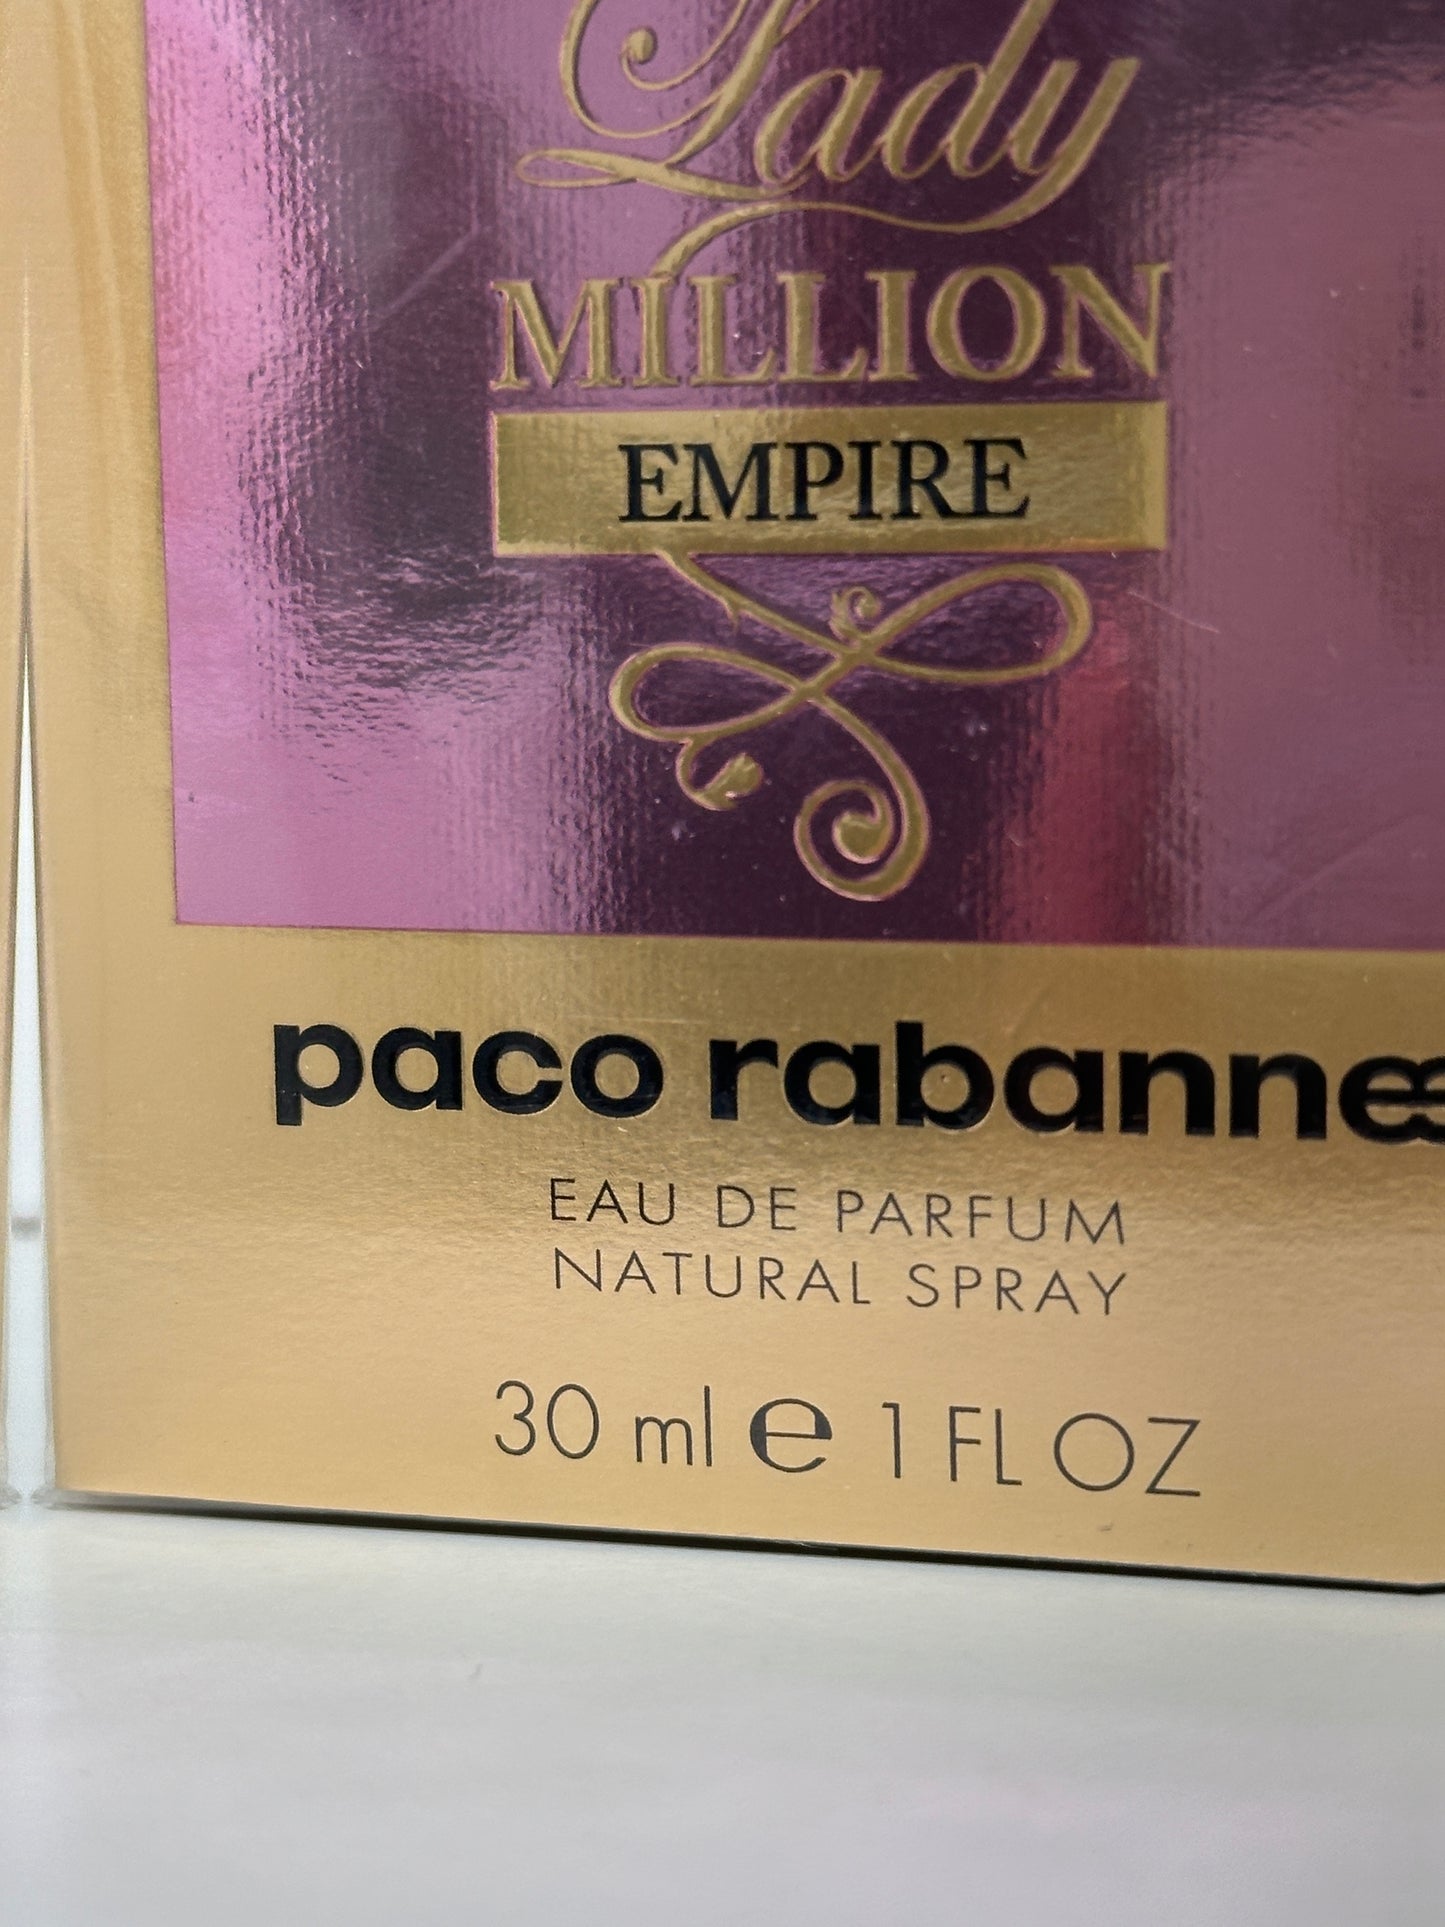 Lady
MILLION
EMPIRE
paco rabanne
EAU DE PARFUM
NATURAL SPRAY
30 ml e 1 FL OZ